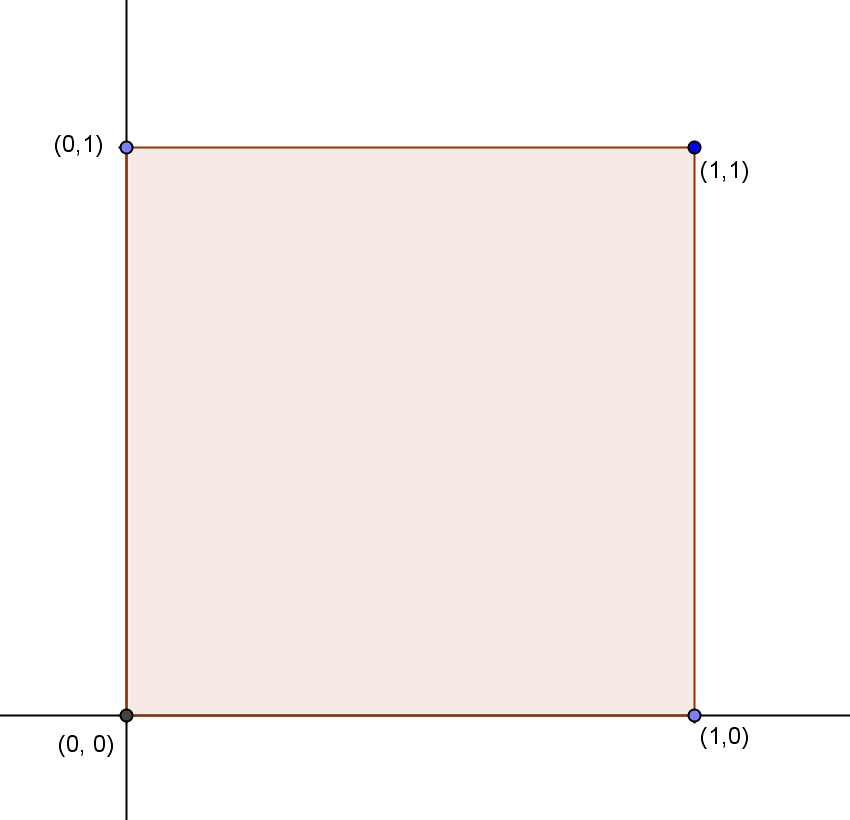 (0,1)
(1,1)
(0, 0)
(1,0)